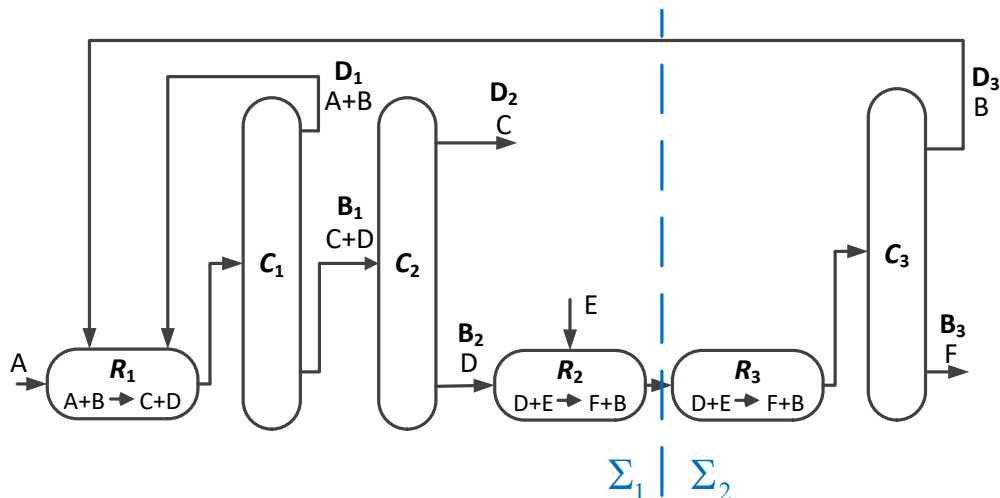 D₁
A+B
D₂
C
D₃
B
B₁
C+D
C₁
C₂
C₃
E
B₂
D
B₃
F
A
R₁
A+B → C+D
R₂
D+E → F+B
R₃
D+E → F+B
Σ₁
Σ₂